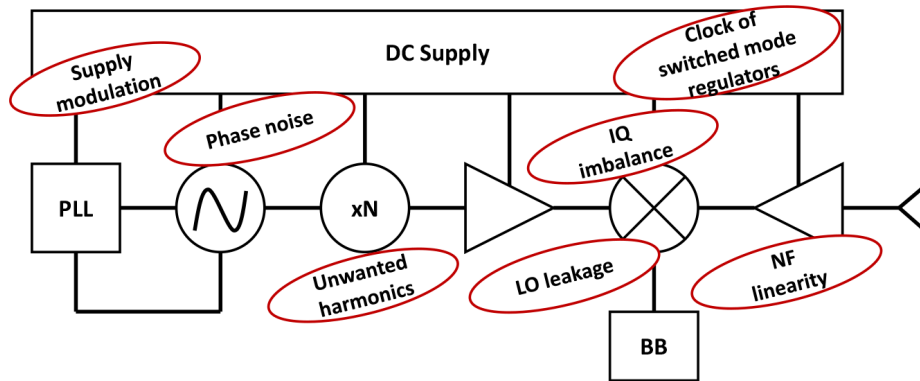 DC Supply
Clock of
switched mode
regulators
Supply
modulation
Phase noise
IQ
imbalance
PLL
xN
Unwanted
harmonics
LO leakage
NF
linearity
BB